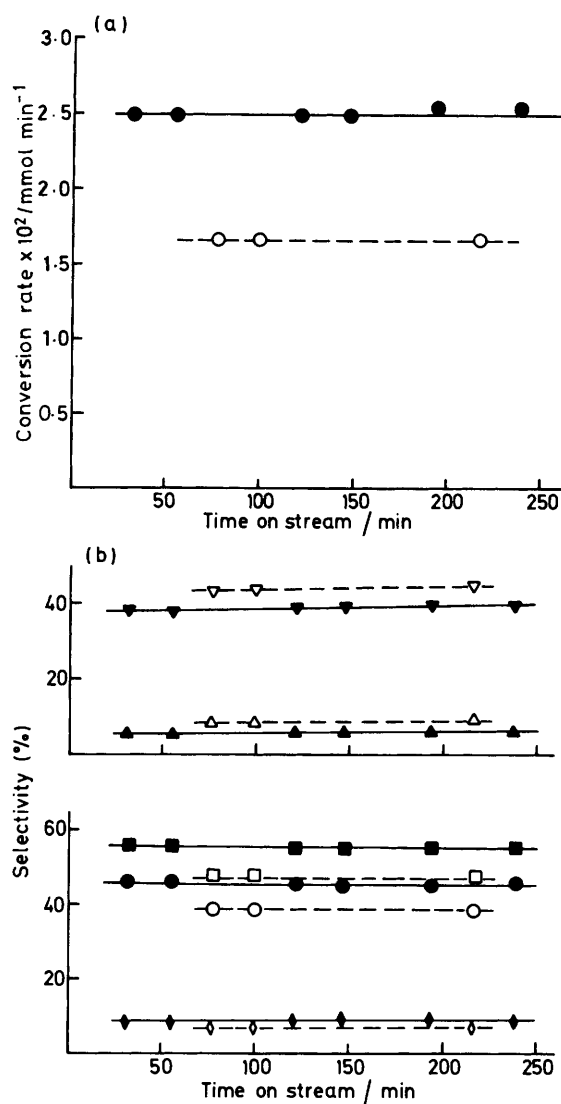 (a)
3·0
2·5
2·0
1·5
1·0
0·5
Conversion rate x 10²/mmol min⁻¹
50 100 150 200 250
Time on stream / min
(b)
40
20
60
40
20
Selectivity (%)
50 100 150 200 250
Time on stream / min